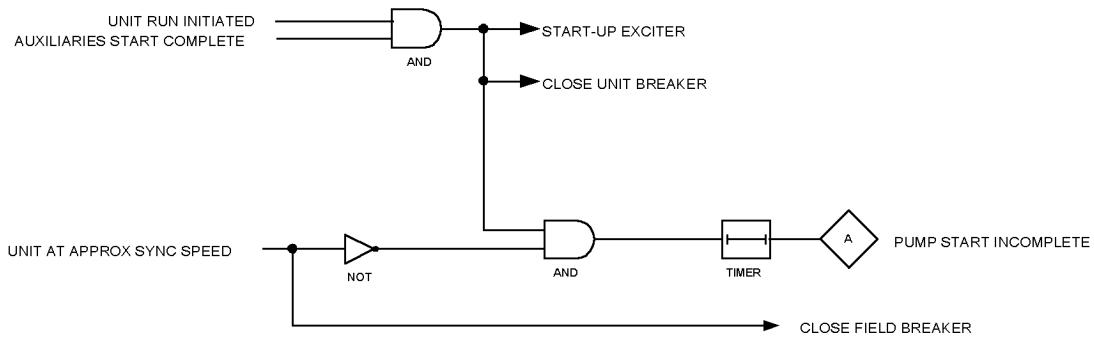 UNIT RUN INITIATED
AUXILIARIES START COMPLETE
AND
START-UP EXCITER
CLOSE UNIT BREAKER
UNIT AT APPROX SYNC SPEED
NOT
AND
TIMER
A
PUMP START INCOMPLETE
CLOSE FIELD BREAKER